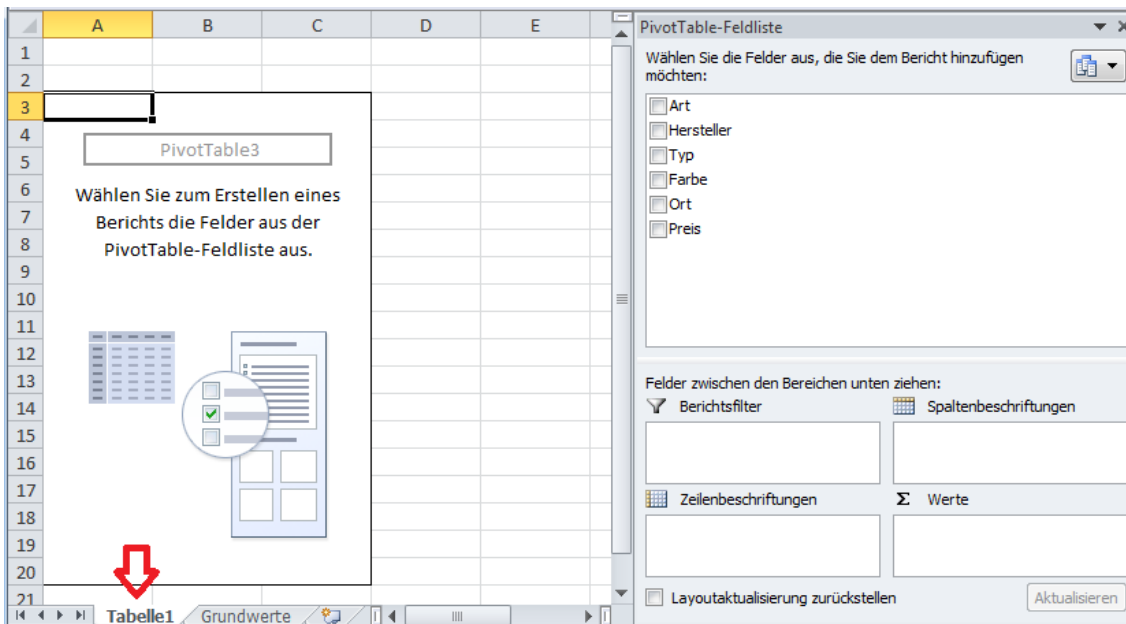 A B C D E
1
2
3
4
5
6
7
8
9
10
11
12
13
14
15
16
17
18
19
20
21
PivotTable3
Wählen Sie zum Erstellen eines
Berichts die Felder aus der
PivotTable-Feldliste aus.
Tabelle1 Grundwerte
PivotTable-Feldliste
Wählen Sie die Felder aus, die Sie dem Bericht hinzufügen
möchten:
Art
Hersteller
Typ
Farbe
Ort
Preis
Felder zwischen den Bereichen unten ziehen:
Berichtsfilter
Spaltenbeschriftungen
Zeilenbeschriftungen
Σ Werte
Layoutaktualisierung zurückstellen
Aktualisieren